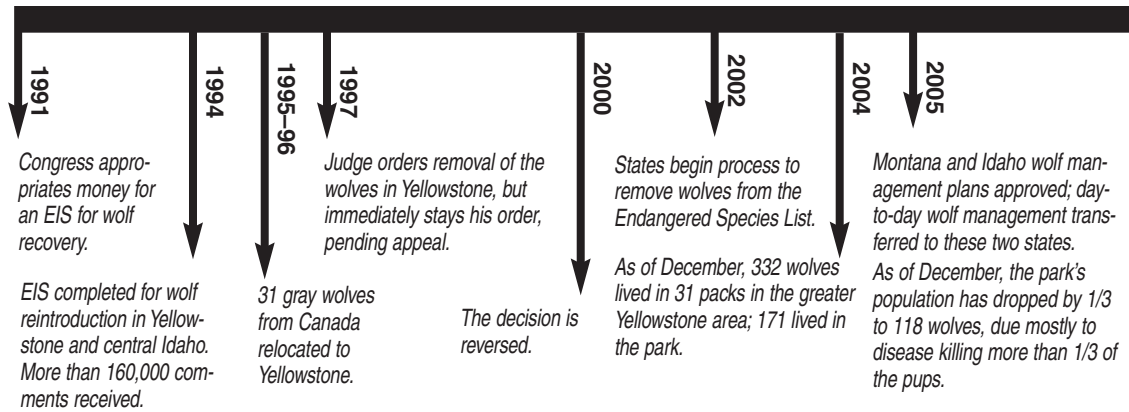 1991
Congress appro-
priates money for
an EIS for wolf
recovery.
1994
EIS completed for wolf
reintroduction in Yellow-
stone and central Idaho.
More than 160,000 com-
ments received.
1995–96
31 gray wolves
from Canada
relocated to
Yellowstone.
1997
Judge orders removal of the
wolves in Yellowstone, but
immediately stays his order,
pending appeal.
2000
The decision is
reversed.
2002
States begin process to
remove wolves from the
Endangered Species List.
2004
As of December, 332 wolves
lived in 31 packs in the greater
Yellowstone area; 171 lived in
the park.
2005
Montana and Idaho wolf man-
agement plans approved; day-
to-day wolf management trans-
ferred to these two states.
As of December, the park's
population has dropped by 1/3
to 118 wolves, due mostly to
disease killing more than 1/3 of
the pups.